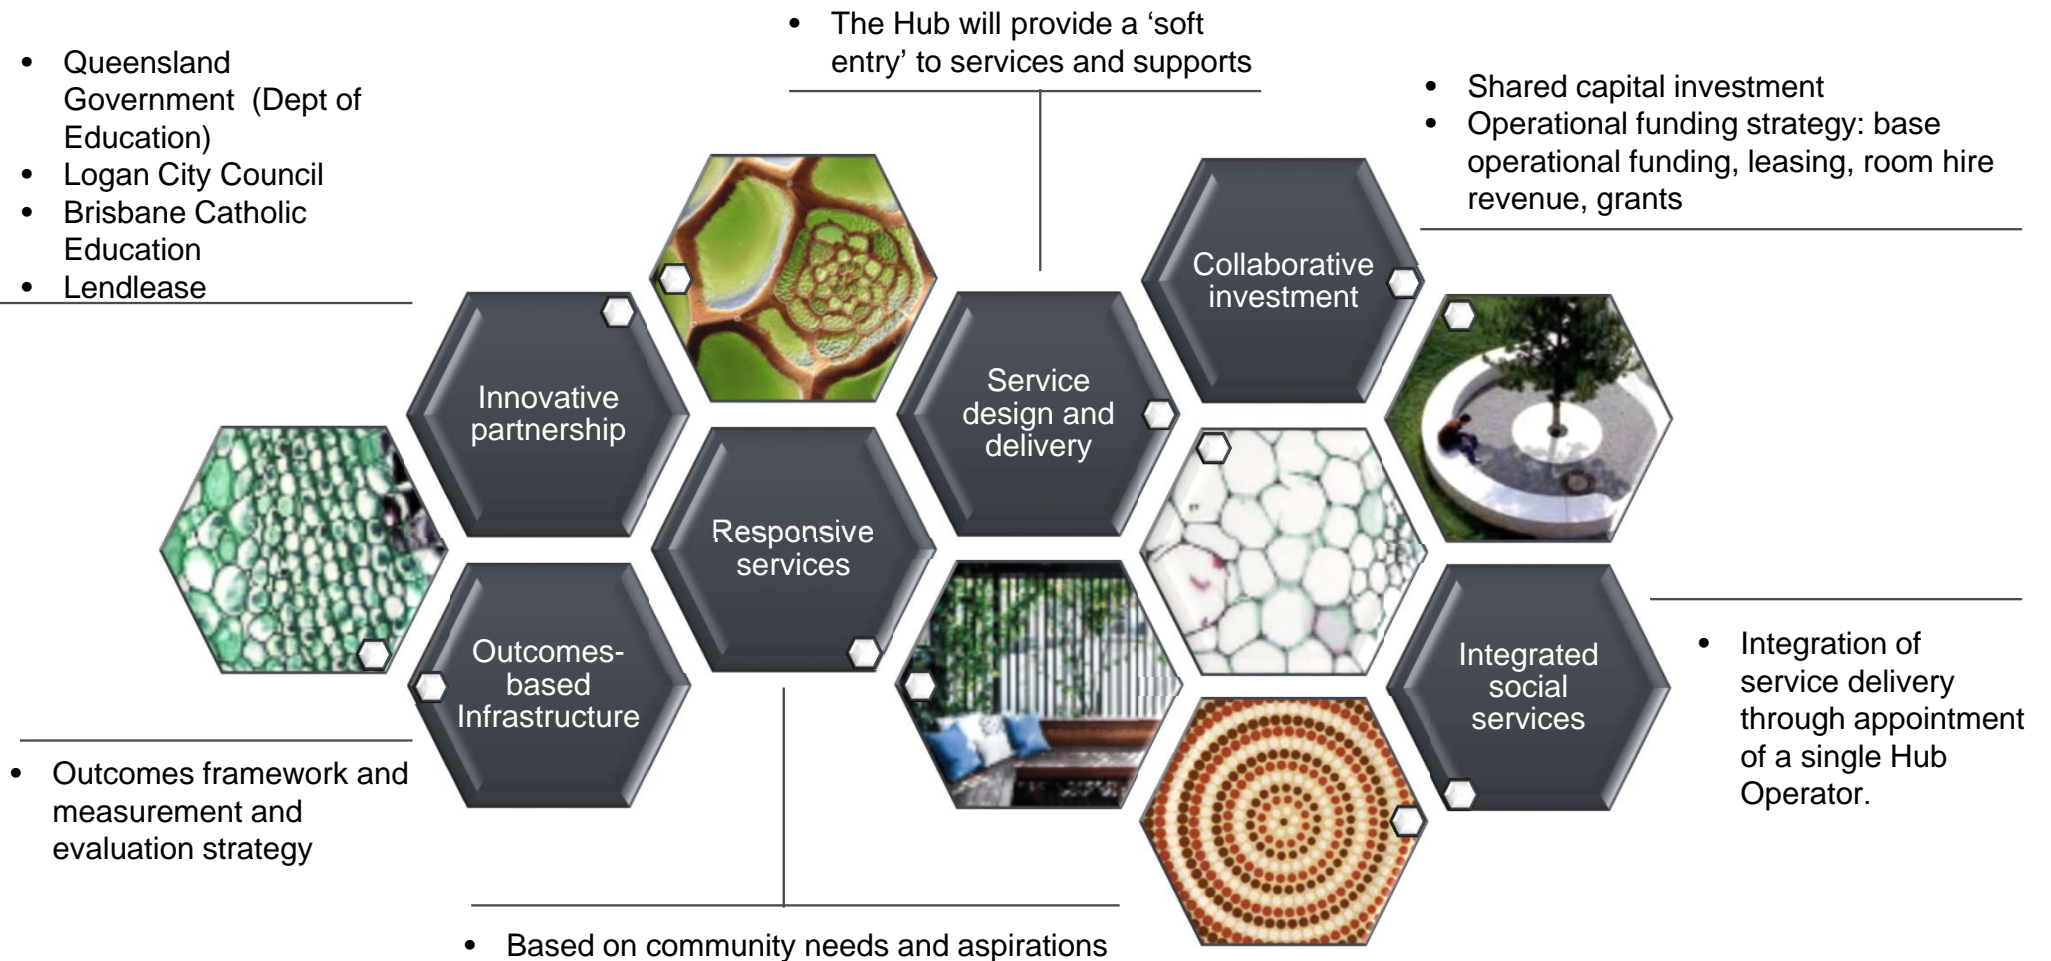 • The Hub will provide a ‘soft
entry’ to services and supports
• Queensland
Government (Dept of
Education)
• Logan City Council
• Brisbane Catholic
Education
• Lendlease
• Shared capital investment
• Operational funding strategy: base
operational funding, leasing, room hire
revenue, grants
Innovative
partnership
Service
design and
delivery
Collaborative
investment
Responsive
services
Outcomes-
based
Infrastructure
Integrated
social
services
• Integration of
service delivery
through appointment
of a single Hub
Operator.
• Outcomes framework and
measurement and
evaluation strategy
• Based on community needs and aspirations